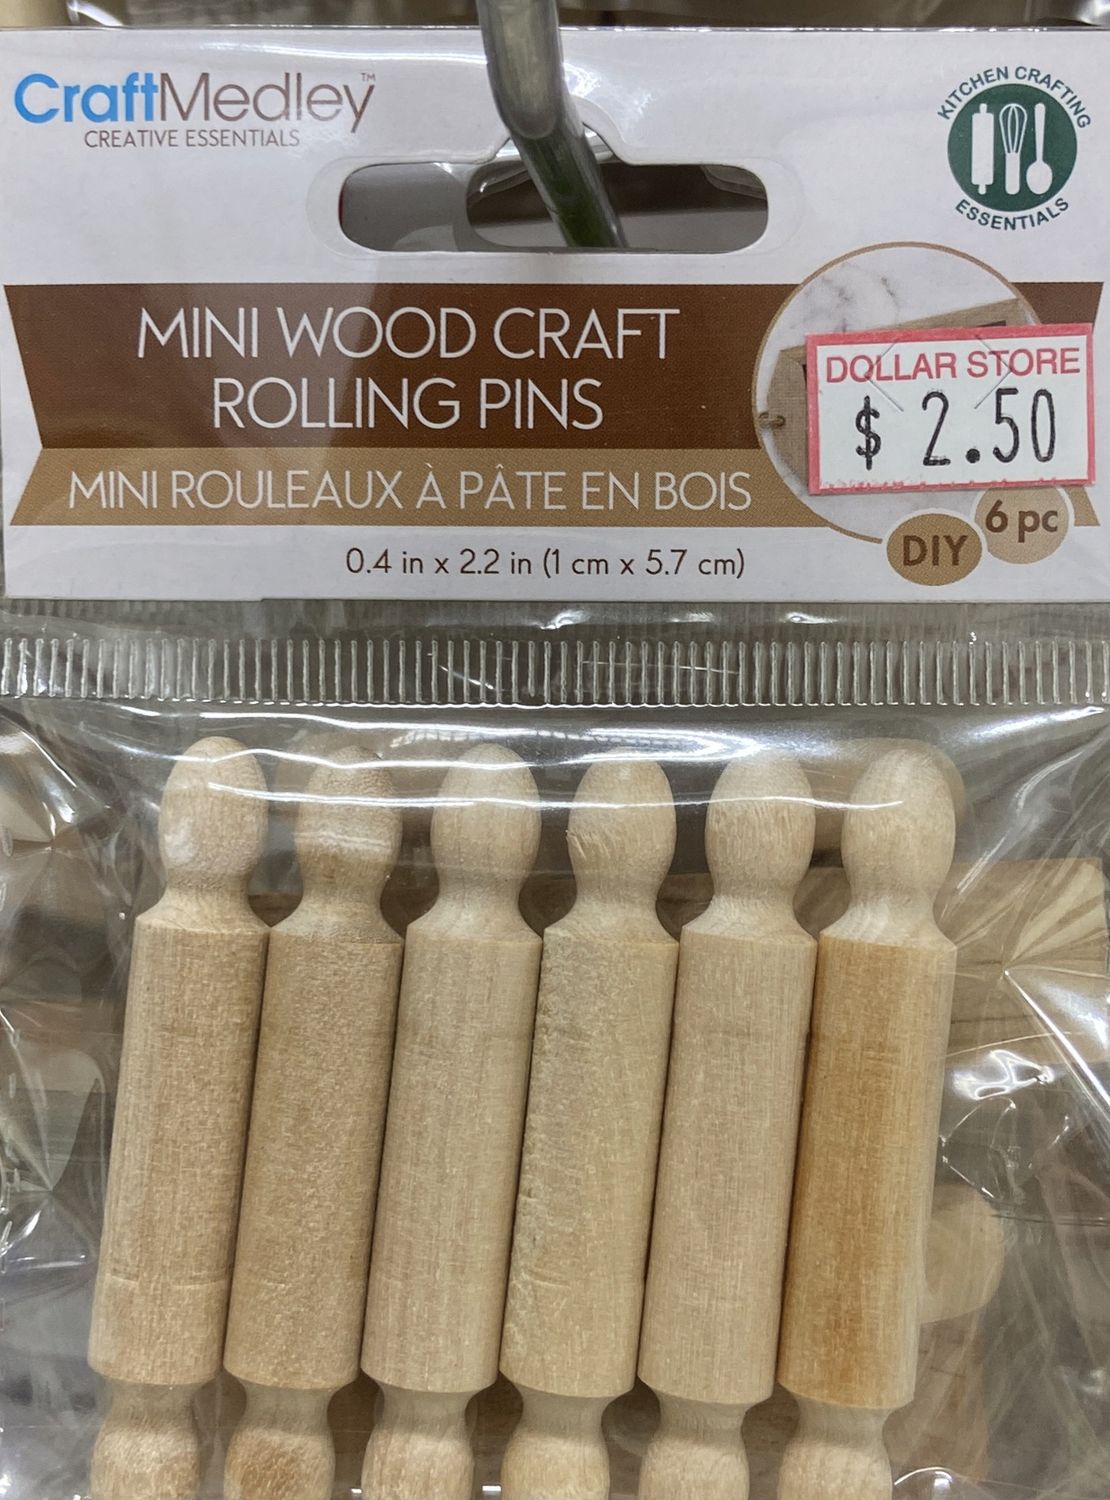 CraftMedley™
CREATIVE ESSENTIALS
KITCHEN CRAFTING
ESSENTIALS
MINI WOOD CRAFT
ROLLING PINS
MINI ROULEAUX À PÂTE EN BOIS
0.4 in x 2.2 in (1 cm x 5.7 cm)
DOLLAR STORE
$ 2.50
DIY
6 pc